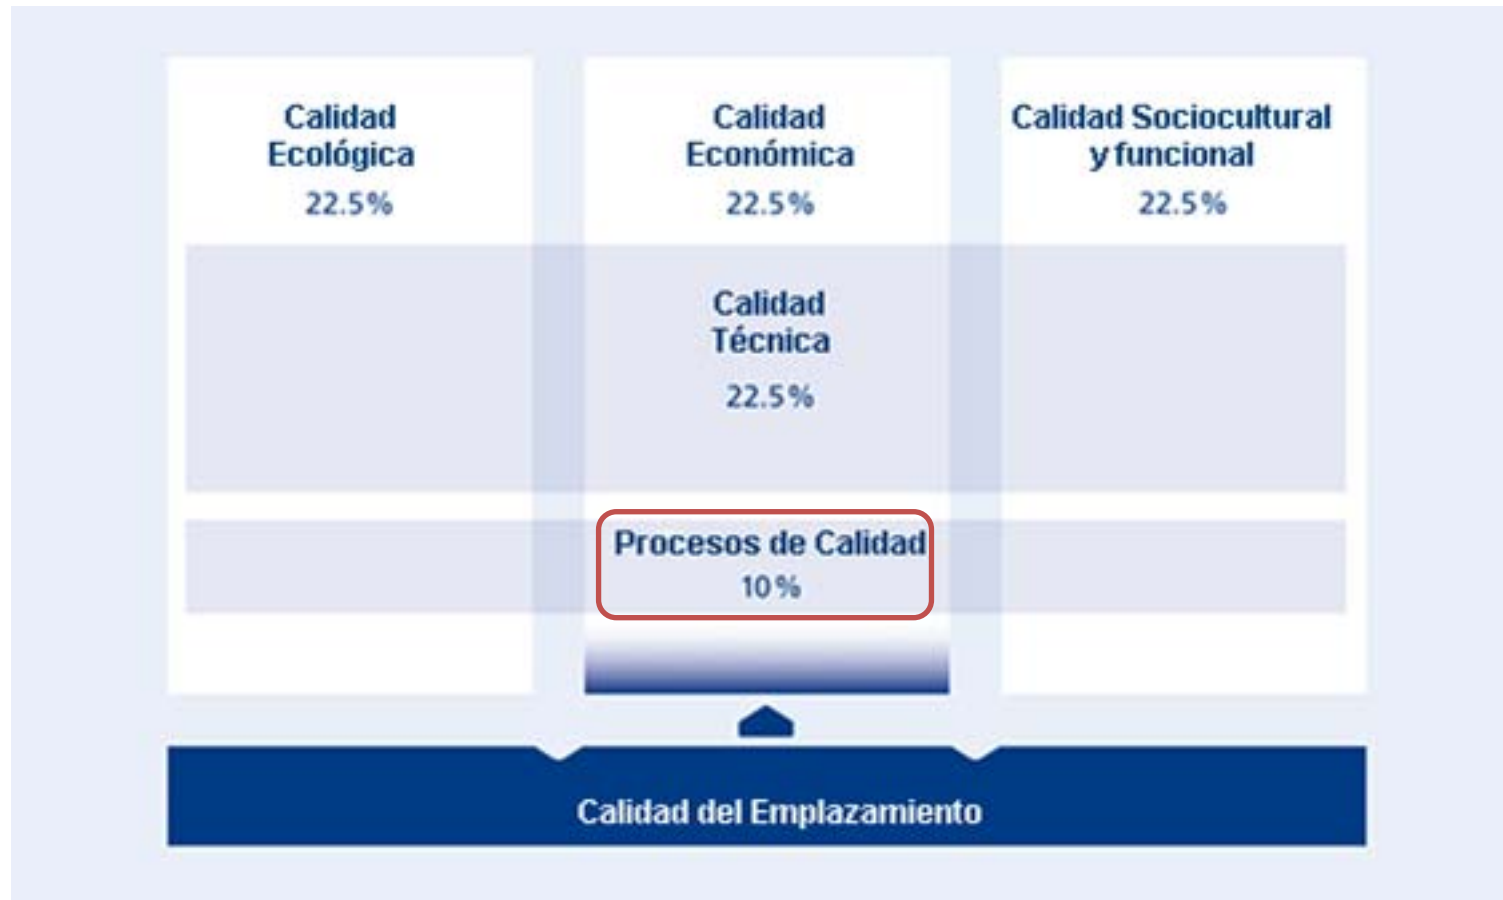 Calidad
Ecológica
22.5%
Calidad
Económica
22.5%
Calidad Sociocultural
y funcional
22.5%
Calidad
Técnica
22.5%
Procesos de Calidad
10%
Calidad del Emplazamiento